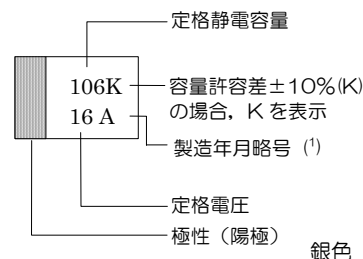 定格静電容量
106K
容量許容差±10%(K)
の場合，Kを表示
16 A
製造年月略号 (¹)
定格電圧
極性（陽極）
銀色